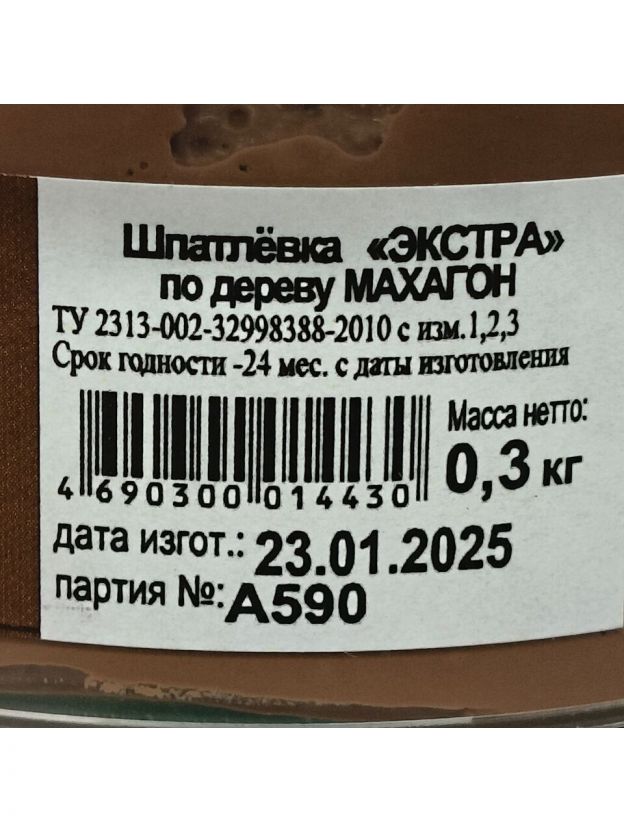 Шпатлёвка «ЭКСТРА»
по дереву МАХАГОН
ТУ 2313-002-32998388-2010 с изм.1,2,3
Срок годности -24 мес. с даты изготовления
Масса нетто:
0,3 кг
4 690300 014430
дата изгот.: 23.01.2025
партия №: А590